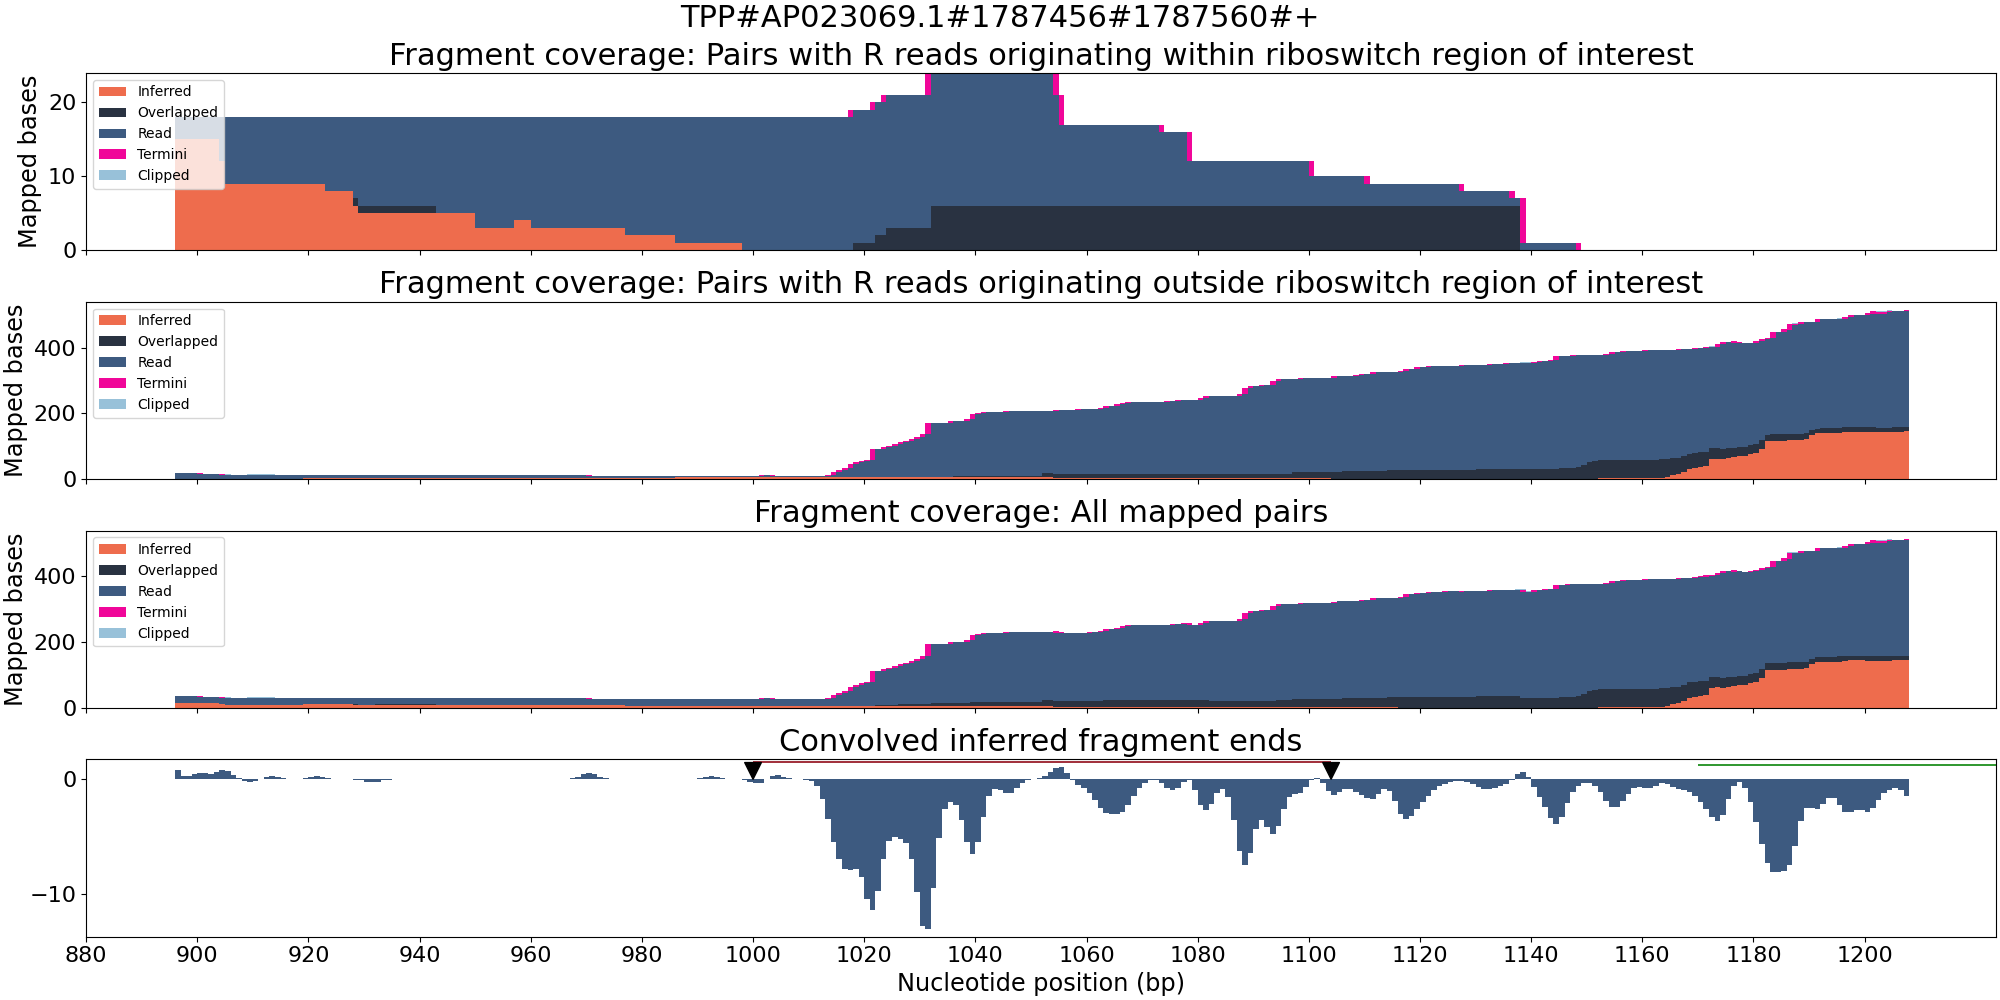 TPP#AP023069.1#1787456#1787560#+
Fragment coverage: Pairs with R reads originating within riboswitch region of interest
Mapped bases
20
10
0
Inferred
Overlapped
Read
Termini
Clipped
Fragment coverage: Pairs with R reads originating outside riboswitch region of interest
Mapped bases
400
200
0
Inferred
Overlapped
Read
Termini
Clipped
Fragment coverage: All mapped pairs
Mapped bases
400
200
0
Inferred
Overlapped
Read
Termini
Clipped
Convolved inferred fragment ends
0
−10
880 900 920 940 960 980 1000 1020 1040 1060 1080 1100 1120 1140 1160 1180 1200
Nucleotide position (bp)